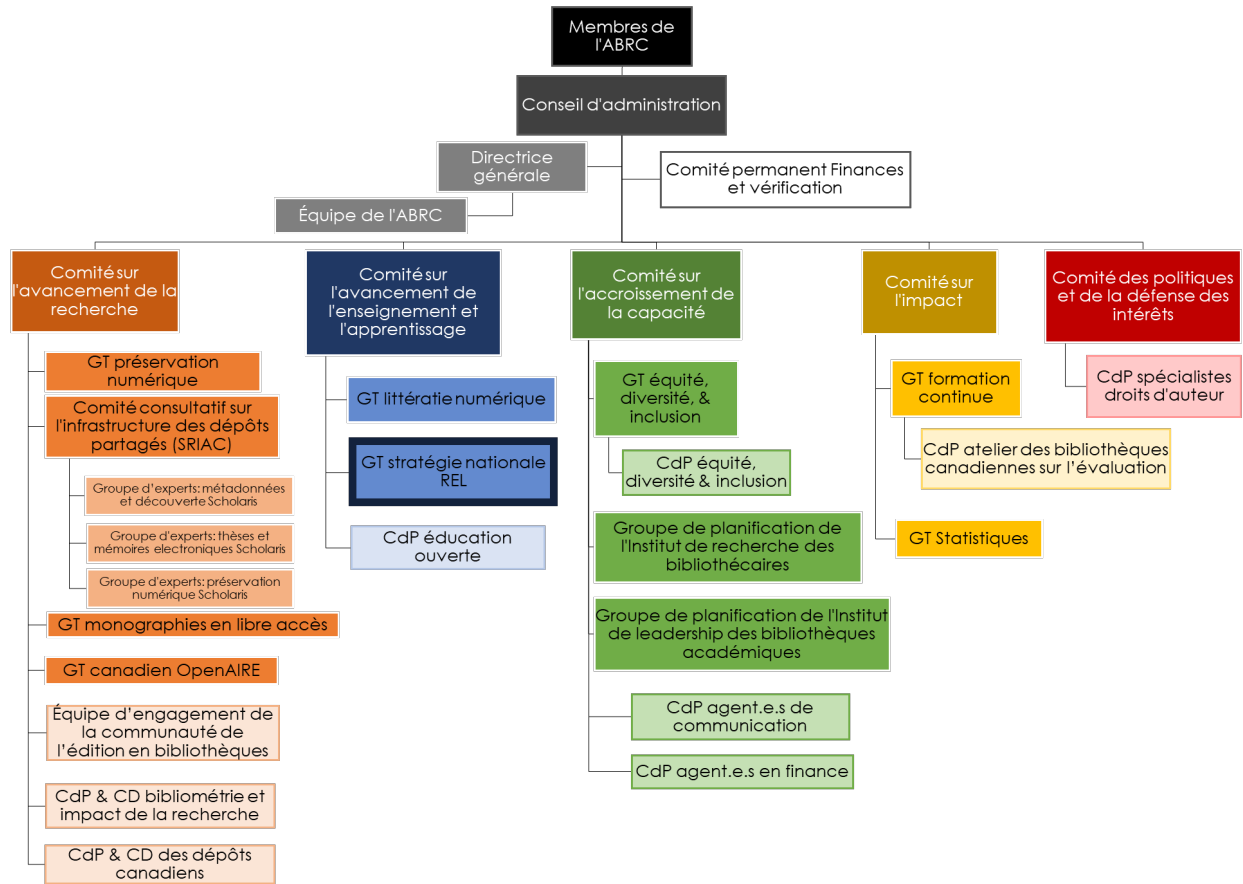 Membres de
l'ABRC
Conseil d'administration
Directrice
générale
Comité permanent Finances
et vérification
Équipe de l'ABRC
Comité sur
l'avancement de la
recherche
GT préservation
numérique
Comité consultatif sur
l'infrastructure des dépôts
partagés (SRIAC)
Groupe d'experts: métadonnées
et découverte Scholaris
Groupe d'experts: thèses et
mémoires electroniques Scholaris
Groupe d'experts: préservation
numérique Scholaris
GT monographies en libre accès
GT canadien OpenAIRE
Équipe d'engagement de
la communauté de
l'édition en bibliothèques
CdP & CD bibliométrie et
impact de la recherche
CdP & CD des dépôts
canadiens
Comité sur
l'avancement de
l'enseignement et
l'apprentissage
GT littératie numérique
GT stratégie nationale
REL
CdP éducation
ouverte
Comité sur
l'accroissement de
la capacité
GT équité,
diversité, &
inclusion
CdP équité,
diversité & inclusion
Groupe de planification de
l'Institut de recherche des
bibliothécaires
Groupe de planification de l'Institut
de leadership des bibliothèques
académiques
CdP agent.e.s de
communication
CdP agent.e.s en finance
Comité sur
l'impact
GT formation
continue
CdP atelier des bibliothèques
canadiennes sur l'évaluation
GT Statistiques
Comité des politiques
et de la défense des
intérêts
CdP spécialistes
droits d'auteur